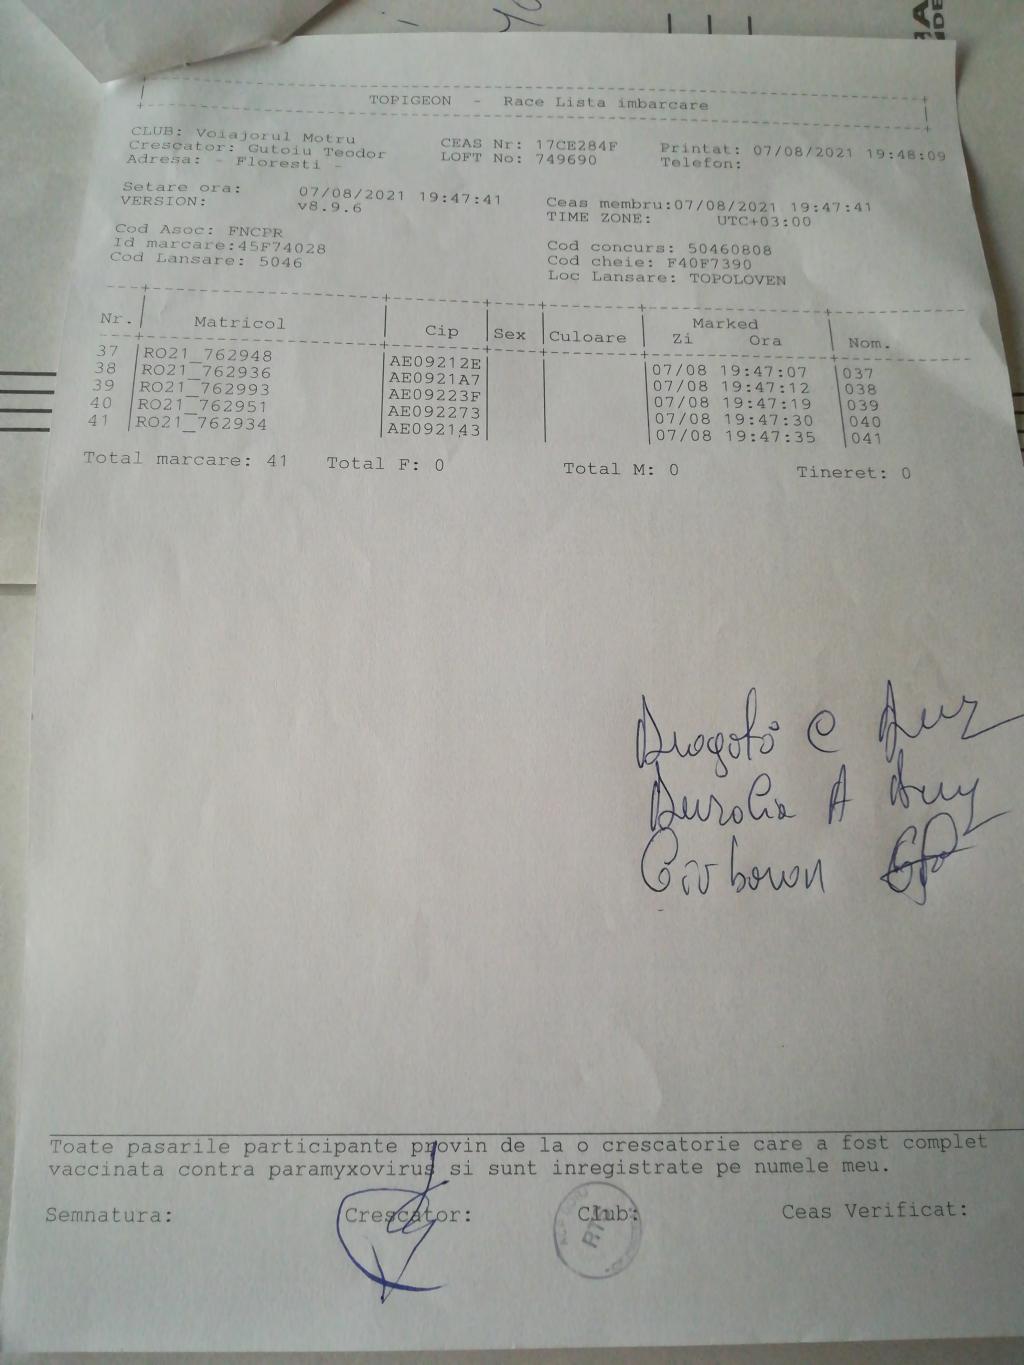 TOPIGEON - Race Lista imbarcare
CLUB: Voiajorul Motru CEAS Nr: 17CE284F Printat: 07/08/2021 19:48:09
Crescator: Gutoiu Teodor LOFT No: 749690 Telefon:
Adresa: - Floresti -
Setare ora: 07/08/2021 19:47:41 Ceas membru:07/08/2021 19:47:41
VERSION: v8.9.6 TIME ZONE: UTC+03:00
Cod Asoc: FNCPR Cod concurs: 50460808
Id marcare:45F74028 Cod cheie: F40F7390
Cod Lansare: 5046 Loc Lansare: TOPOLOVEN
Nr. Matricol Cip Sex Culoare Marked Nom.
Zi Ora
37 RO21_762948 AE09212E 07/08 19:47:07 037
38 RO21_762936 AE0921A7 07/08 19:47:12 038
39 RO21_762993 AE09223F 07/08 19:47:19 039
40 RO21_762951 AE092273 07/08 19:47:30 040
41 RO21_762934 AE092143 07/08 19:47:35 041
Total marcare: 41 Total F: 0 Total M: 0 Tineret: 0
C
A
Toate pasarile participante provin de la o crescatorie care a fost complet
vaccinata contra paramyxovirus si sunt inregistrate pe numele meu.
Semnatura: Crescator: Club: Ceas Verificat: